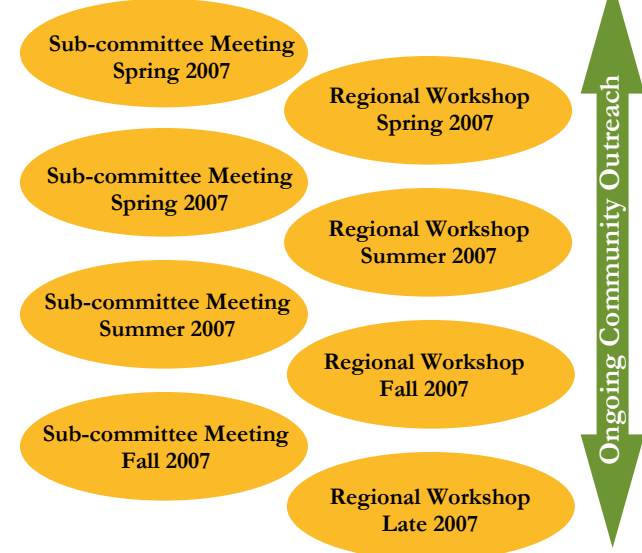 Sub-committee Meeting
Spring 2007
Regional Workshop
Spring 2007
Sub-committee Meeting
Spring 2007
Regional Workshop
Summer 2007
Sub-committee Meeting
Summer 2007
Regional Workshop
Fall 2007
Sub-committee Meeting
Fall 2007
Regional Workshop
Late 2007
Ongoing Community Outreach